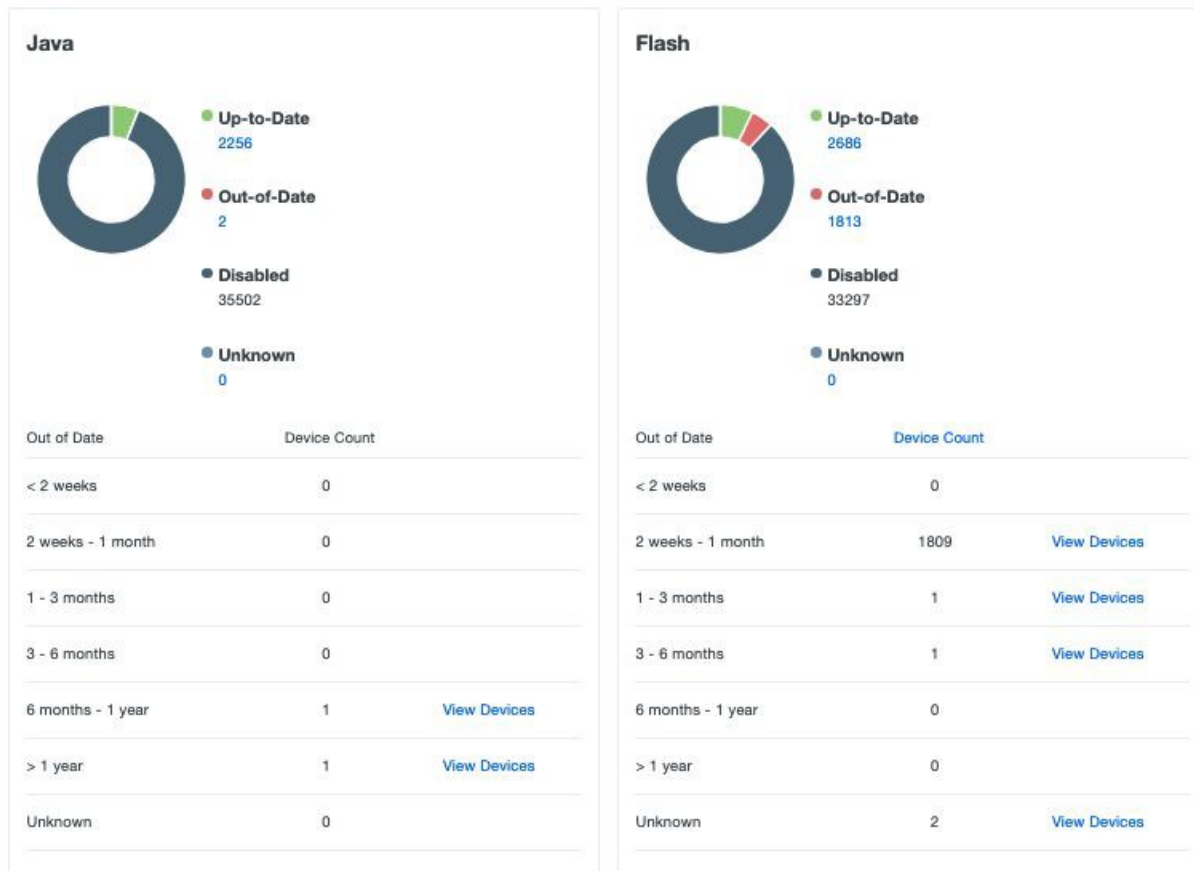 Java
Up-to-Date
2256
Out-of-Date
2
Disabled
35502
Unknown
0
Out of Date Device Count
< 2 weeks 0
2 weeks - 1 month 0
1 - 3 months 0
3 - 6 months 0
6 months - 1 year 1 View Devices
> 1 year 1 View Devices
Unknown 0
Flash
Up-to-Date
2686
Out-of-Date
1813
Disabled
33297
Unknown
0
Out of Date Device Count
< 2 weeks 0
2 weeks - 1 month 1809 View Devices
1 - 3 months 1 View Devices
3 - 6 months 1 View Devices
6 months - 1 year 0
> 1 year 0
Unknown 2 View Devices